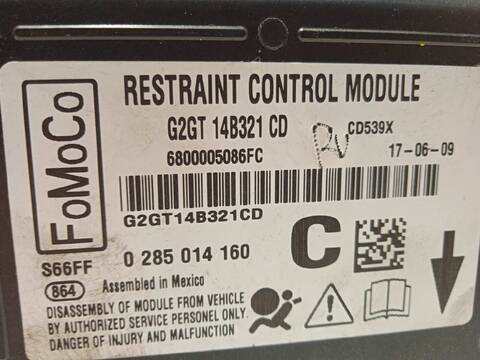 FoMoCo
RESTRAINT CONTROL MODULE
G2GT 14B321 CD
CD539X
6800005086FC
17-06-09
G2GT14B321CD
S66FF
0 285 014 160
C
864
Assembled in Mexico
DISASSEMBLY OF MODULE FROM VEHICLE
BY AUTHORIZED SERVICE PERSONEL ONLY.
DANGER OF INJURY AND MALFUNCTION